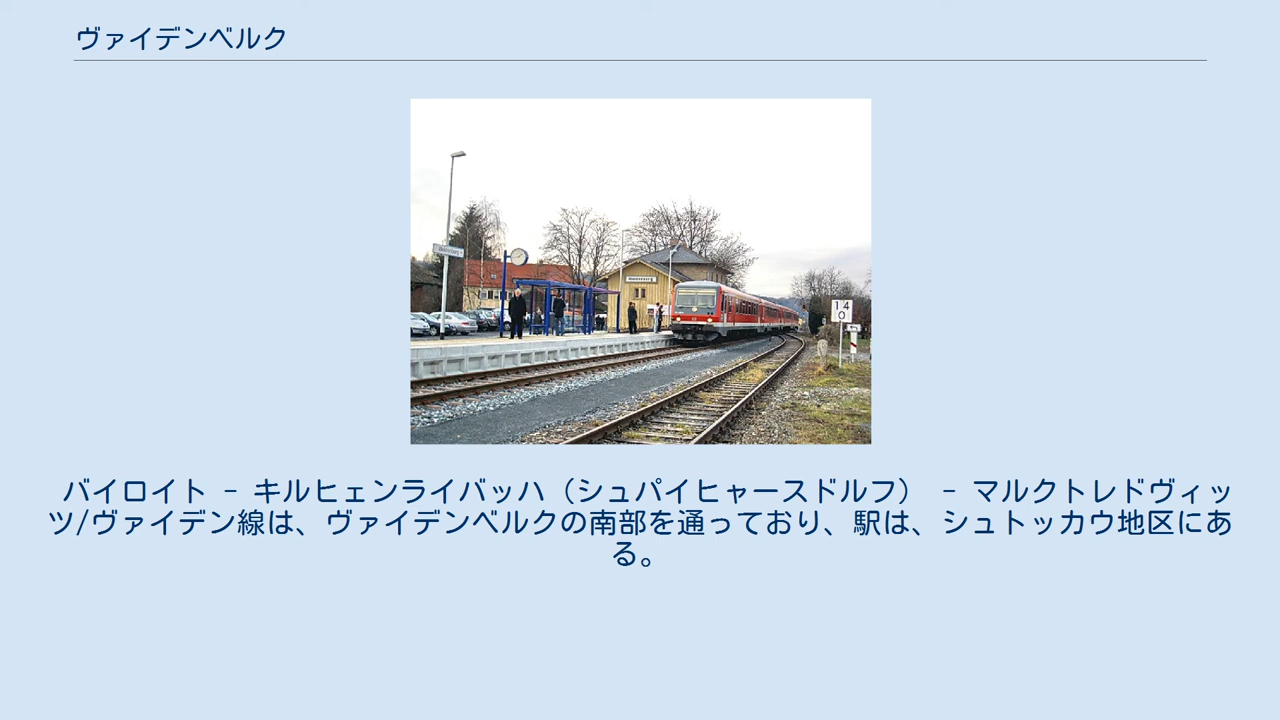 ヴァイデンベルク
14
0
バイロイト - キルヒェンライバッハ（シュパイヒャースドルフ） - マルクトレドヴィッ
ツ/ヴァイデン線は、ヴァイデンベルクの南部を通っており、駅は、シュトッカウ地区にあ
る。